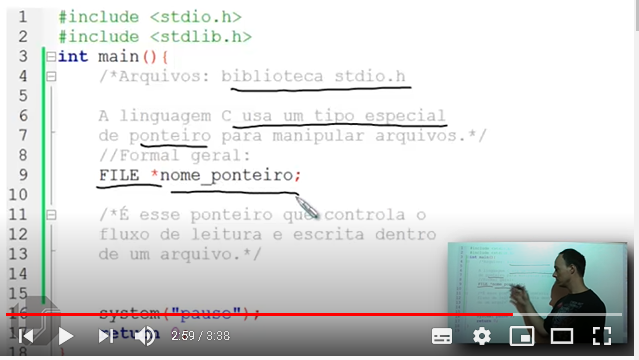 1 #include <stdio.h>
2 #include <stdlib.h>
3 int main(){
4 /*Arquivos: biblioteca stdio.h
5
6 A linguagem C usa um tipo especial
7 de ponteiro para manipular arquivos.*/
8 //Formal geral:
9 FILE *nome_ponteiro;
10
11 /*É esse ponteiro que controla o
12 fluxo de leitura e escrita dentro
13 de um arquivo.*/
14
15
system("pause");
17 return
18 }
2:59 / 3:38